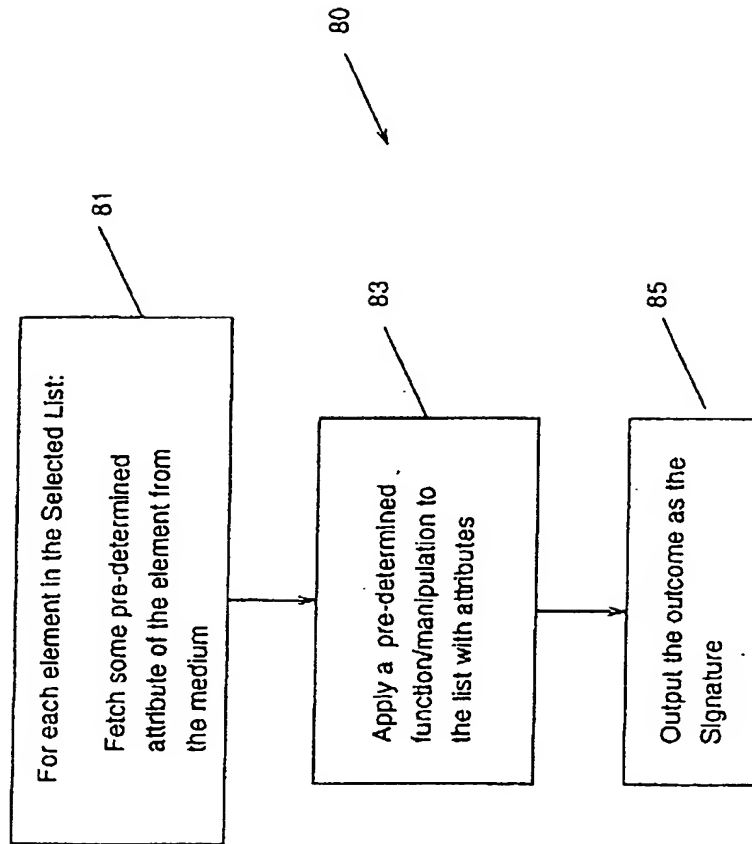 80
81
For each element in the Selected List:
Fetch some pre-determined
attribute of the element from
the medium
83
Apply a pre-determined
function/manipulation to
the list with attributes
85
Output the outcome as the
Signature